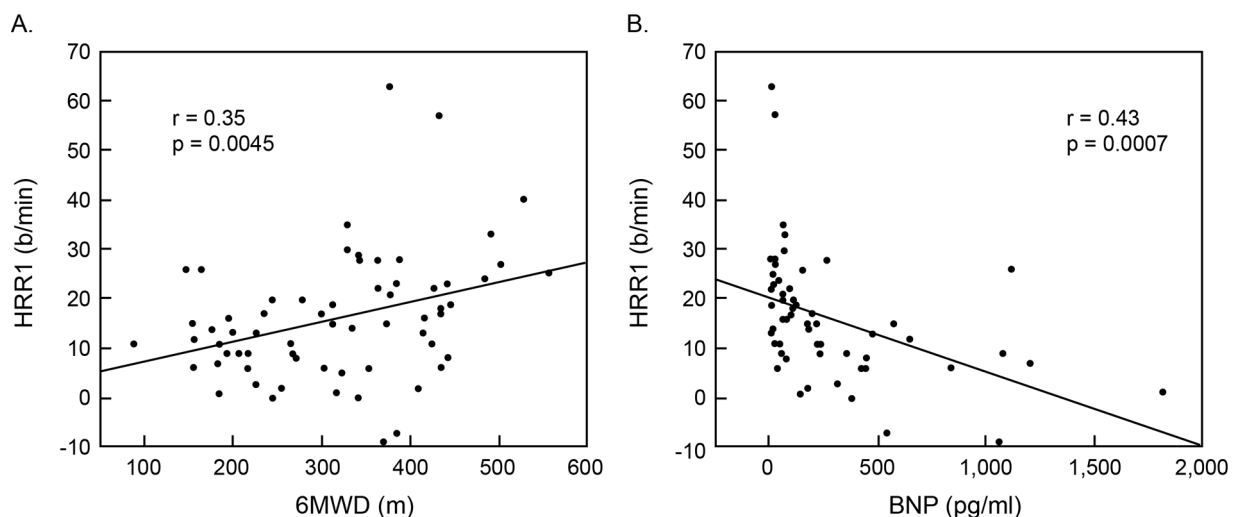 A.
70
60
50
40
30
20
10
0
-10
HRR1 (b/min)
r = 0.35
p = 0.0045
100 200 300 400 500 600
6MWD (m)
B.
70
60
50
40
30
20
10
0
-10
HRR1 (b/min)
r = 0.43
p = 0.0007
0 500 1,000 1,500 2,000
BNP (pg/ml)